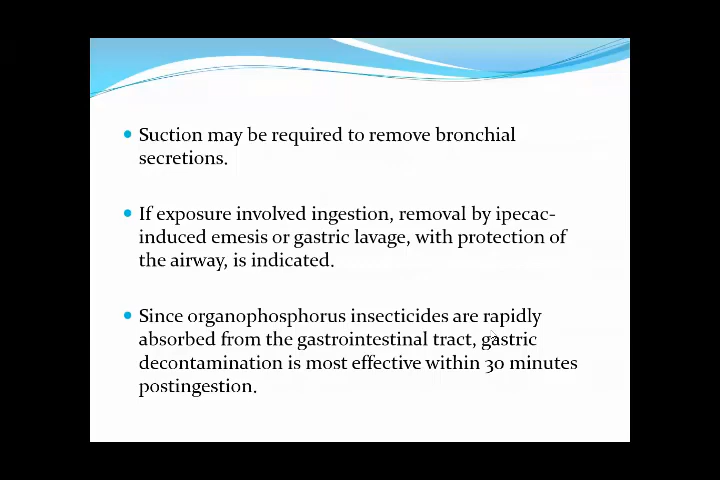 Suction may be required to remove bronchial
secretions.
If exposure involved ingestion, removal by ipecac-
induced emesis or gastric lavage, with protection of
the airway, is indicated.
Since organophosphorus insecticides are rapidly
absorbed from the gastrointestinal tract, gastric
decontamination is most effective within 30 minutes
postingestion.